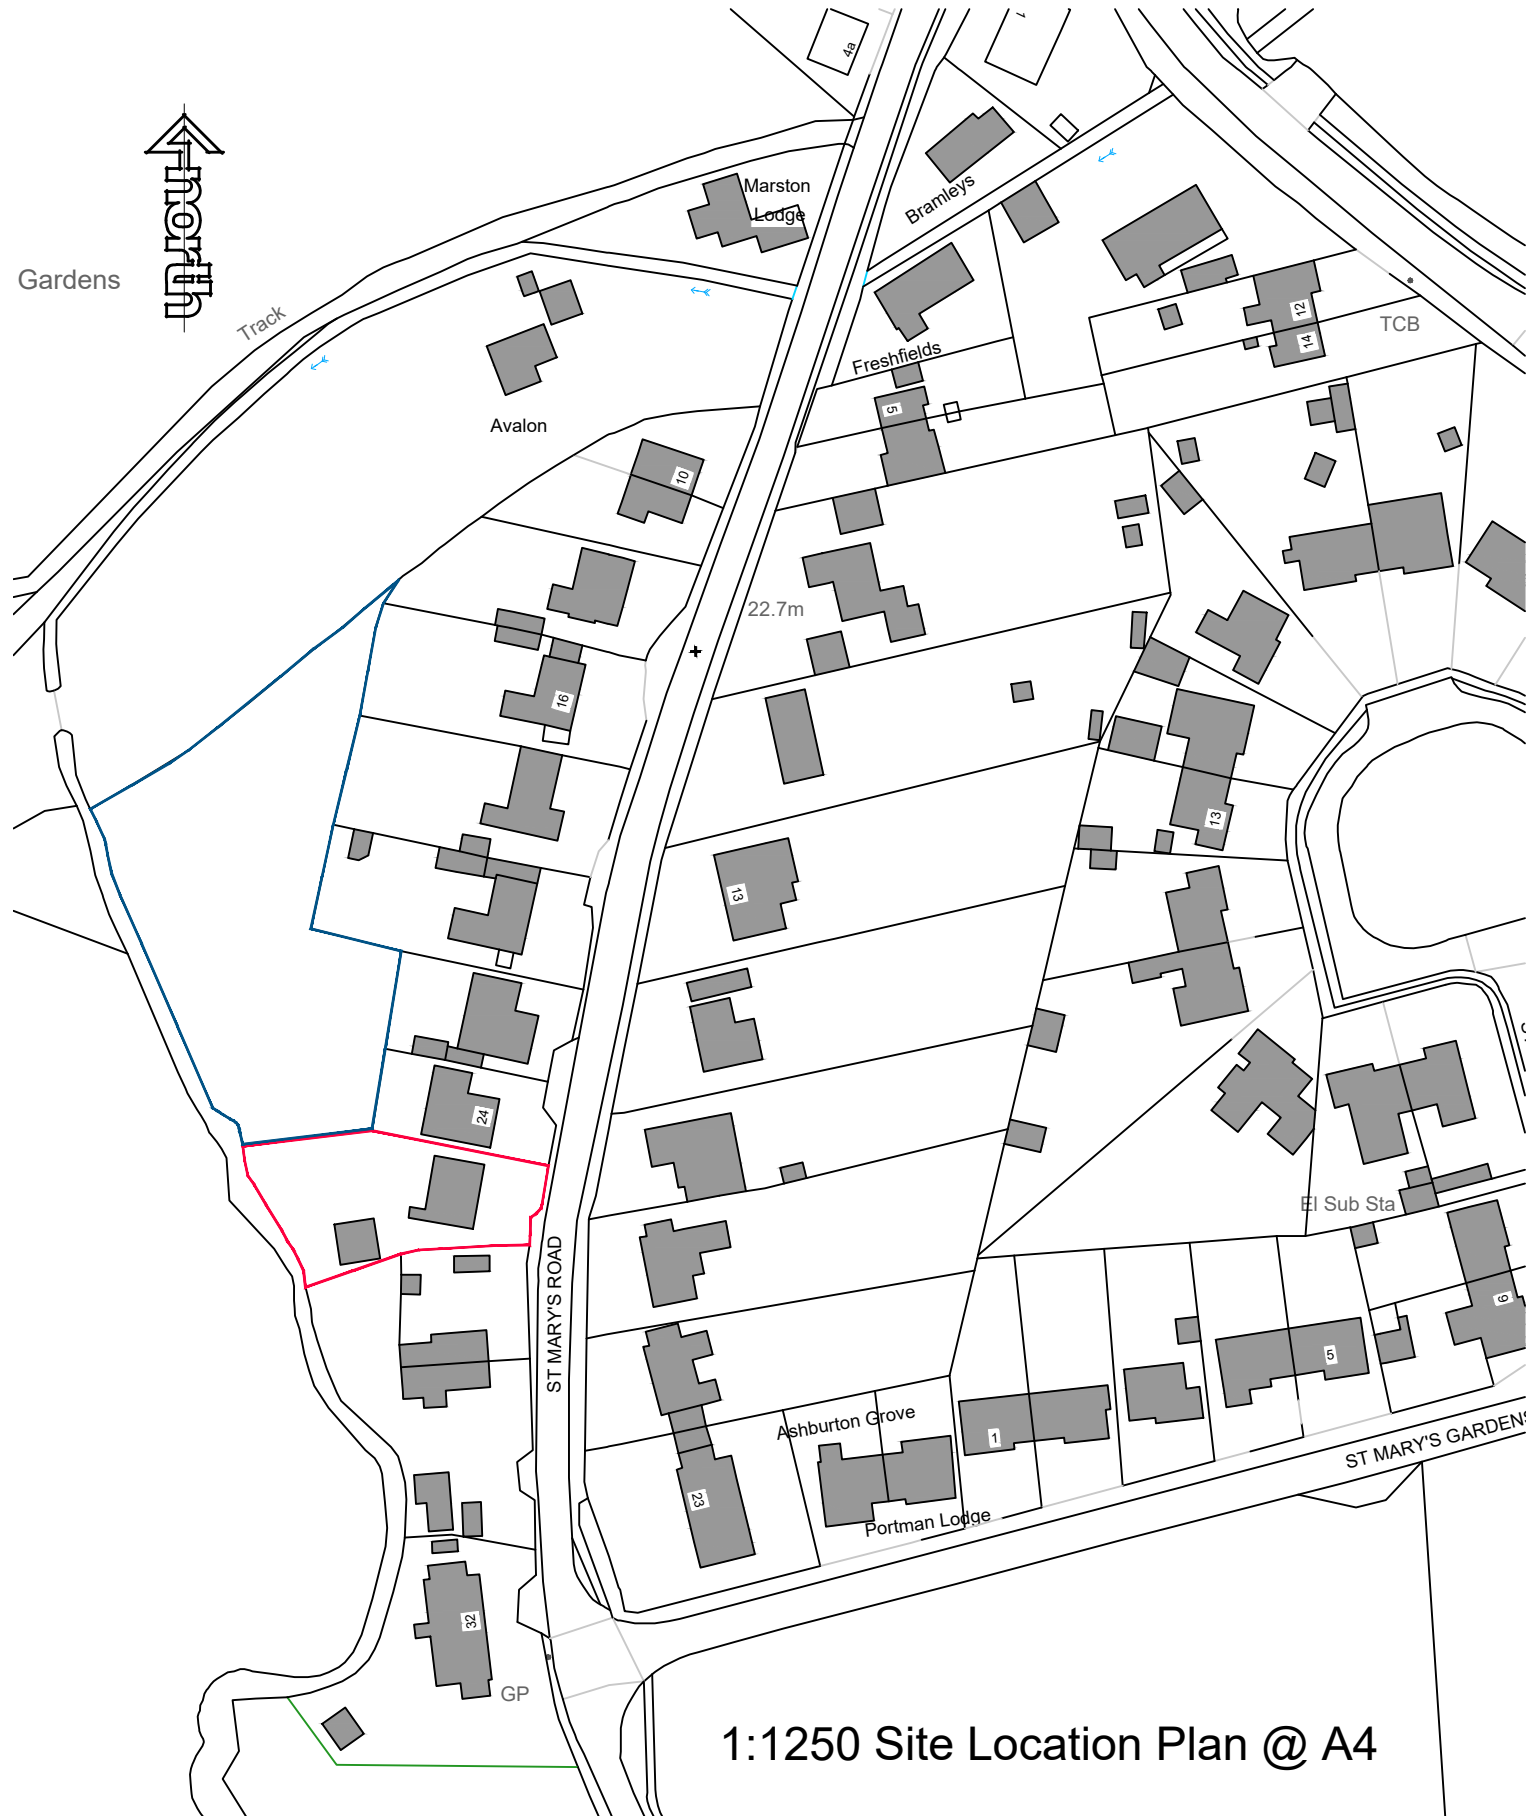 4a
north
Marston
Lodge
Bramleys
Gardens
Track
12
14
TCB
Freshfields
5
Avalon
10
22.7m
16
13
13
24
El Sub Sta
ST MARY'S ROAD
6
5
Ashburton Grove
1
ST MARY'S GARDENS
23
Portman Lodge
32
GP
1:1250 Site Location Plan @ A4